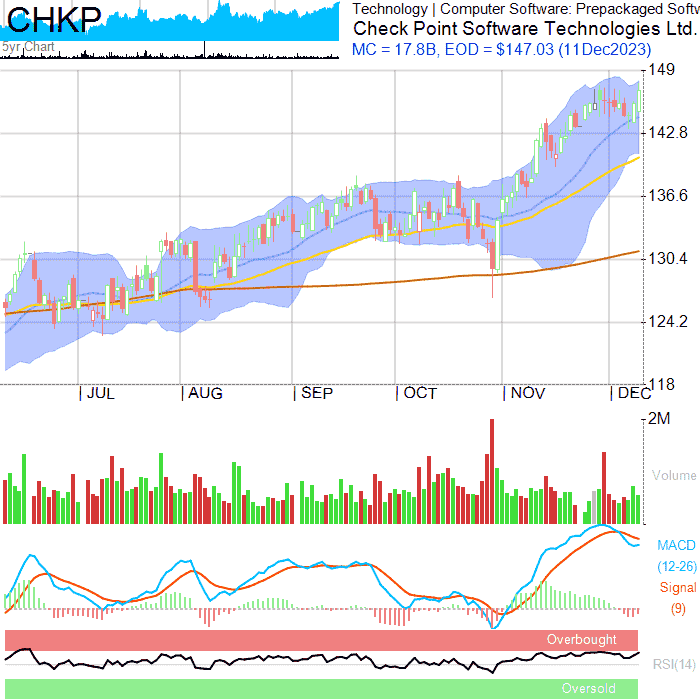 CHKP
5yr Chart
Technology | Computer Software: Prepackaged Softw
Check Point Software Technologies Ltd.
MC = 17.8B, EOD = $147.03 (11Dec2023)
149
142.8
136.6
130.4
124.2
118
JUL
AUG
SEP
OCT
NOV
DEC
2M
Volume
MACD
(12-26)
Signal
(9)
Overbought
RSI(14)
Oversold